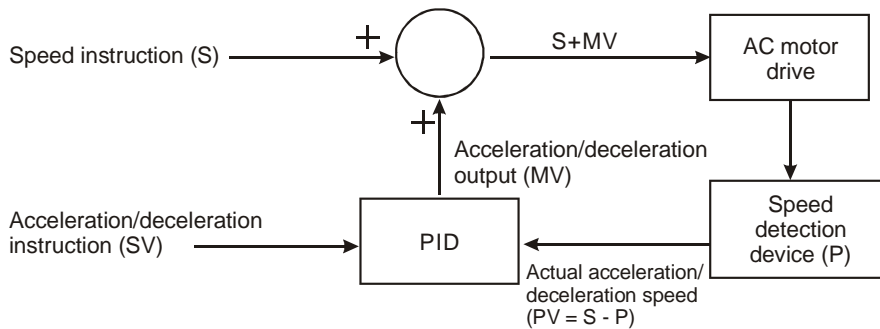 Speed instruction (S)
+
S+MV
AC motor
drive
+
Acceleration/deceleration
output (MV)
Acceleration/deceleration
instruction (SV)
PID
Speed
detection
device (P)
Actual acceleration/
deceleration speed
(PV = S - P)